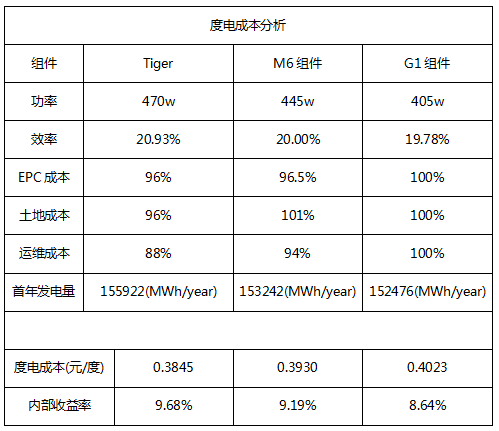 度电成本分析
组件 Tiger M6 组件 G1 组件
功率 470w 445w 405w
效率 20.93% 20.00% 19.78%
EPC 成本 96% 96.5% 100%
土地成本 96% 101% 100%
运维成本 88% 94% 100%
首年发电量 155922(MWh/year) 153242(MWh/year) 152476(MWh/year)
度电成本(元/度) 0.3845 0.3930 0.4023
内部收益率 9.68% 9.19% 8.64%